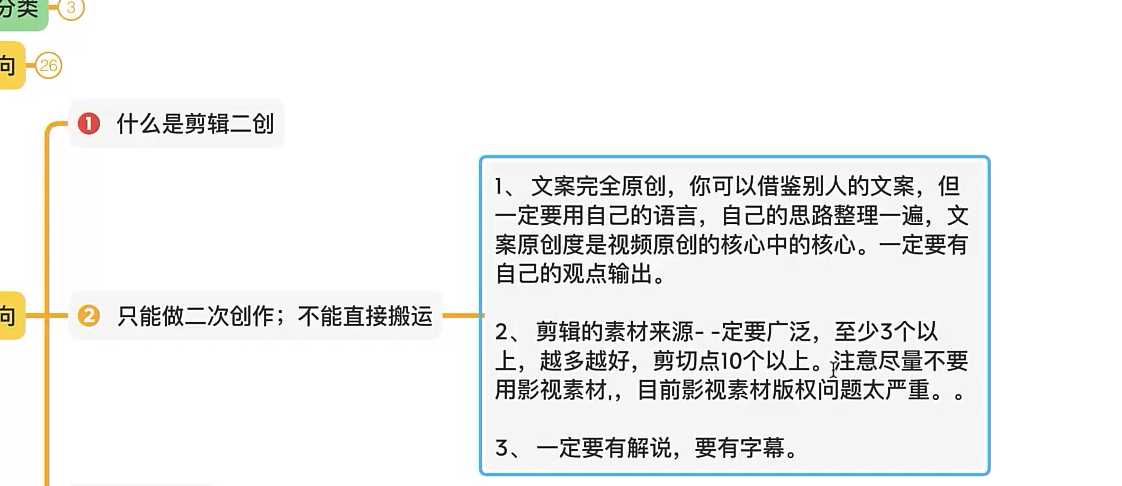 分类 3
向 26
1 什么是剪辑二创
向
2 只能做二次创作；不能直接搬运
1、 文案完全原创，你可以借鉴别人的文案，但
一定要用自己的语言，自己的思路整理一遍，文
案原创度是视频原创的核心中的核心。一定要有
自己的观点输出。
2、 剪辑的素材来源- -定要广泛，至少3个以
上，越多越好，剪切点10个以上。注意尽量不要
用影视素材,，目前影视素材版权问题太严重。。
3、 一定要有解说，要有字幕。